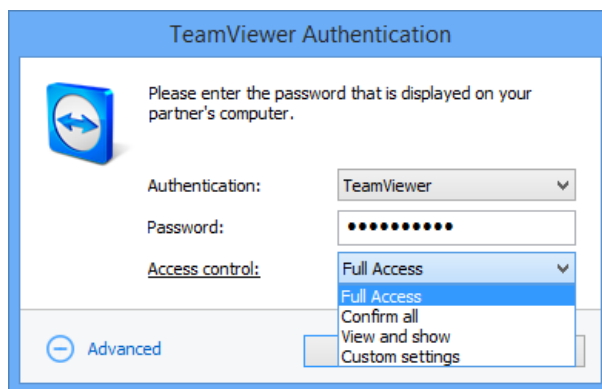 TeamViewer Authentication
Please enter the password that is displayed on your
partner's computer.
Authentication: TeamViewer
Password: ••••••••••
Access control: Full Access
Full Access
Confirm all
View and show
Custom settings
Advanced